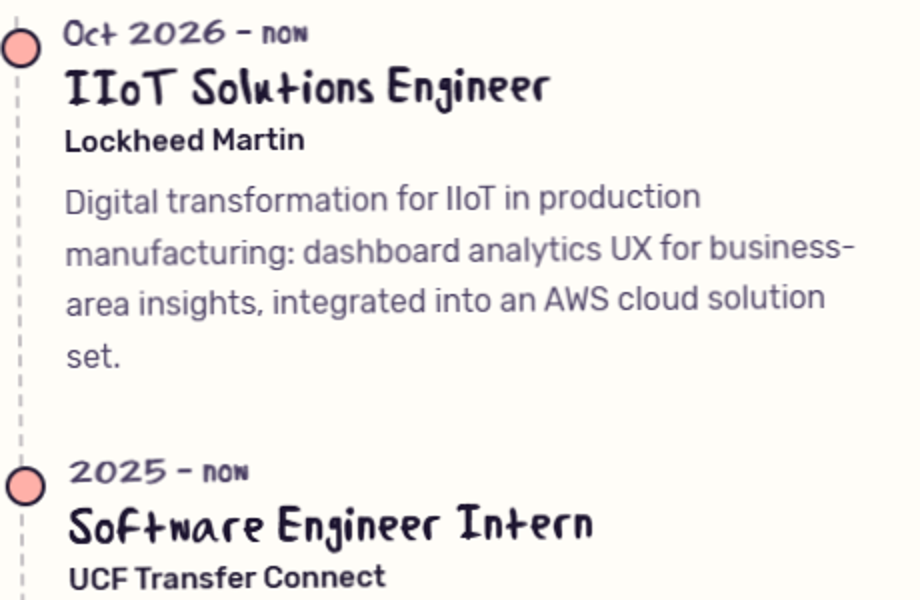 Oct 2026 - now
IIoT Solutions Engineer
Lockheed Martin
Digital transformation for IIoT in production
manufacturing: dashboard analytics UX for business-
area insights, integrated into an AWS cloud solution
set.
2025 - now
Software Engineer Intern
UCF Transfer Connect